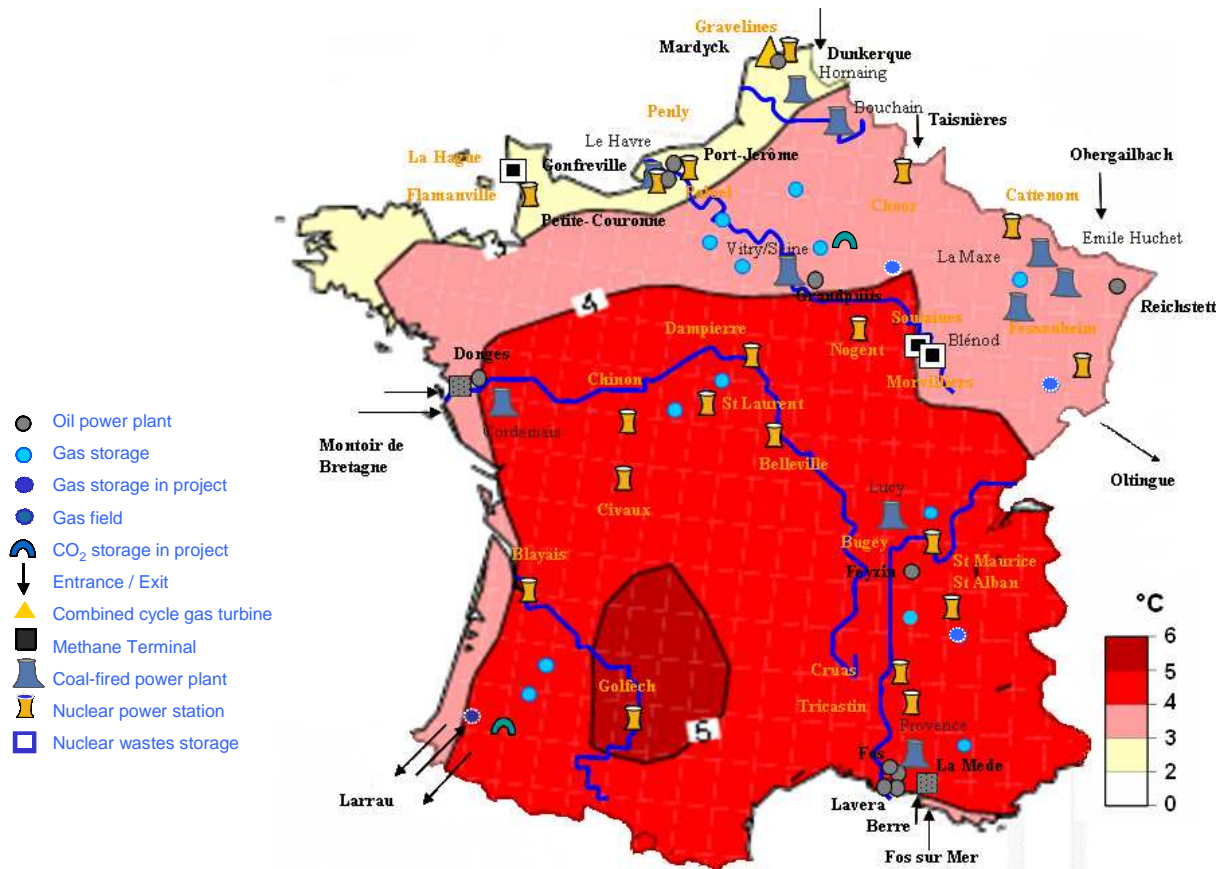 Gravelines
Mardyck
Dunkerque
Hornaing
Penly
Bouchain
Taisnières
Le Havre
La Hague
Gonfreville
Port-Jerôme
Obergailbach
Flamanville
Paluel
Chooz
Cattenom
Petite-Couronne
Emile Huchet
3
Vitry/Seine
La Maxe
Grandpuits
4
Reichstett
Soulaines
Fessenheim
Dampierre
Nogent
Blénod
Donges
Chinon
Morvilliers
St Laurent
Cordemais
Montoir de
Bretagne
Belleville
Oltingue
Civaux
Lucy
Bugey
Blayais
St Maurice
St Alban
Feyzin
Cruas
Golfech
Tricastin
5
Provence
Fos
La Mede
Larrau
Lavera
Berre
Fos sur Mer
Oil power plant
Gas storage
Gas storage in project
Gas field
CO₂ storage in project
Entrance / Exit
Combined cycle gas turbine
Methane Terminal
Coal-fired power plant
Nuclear power station
Nuclear wastes storage
°C
6
5
4
3
2
0